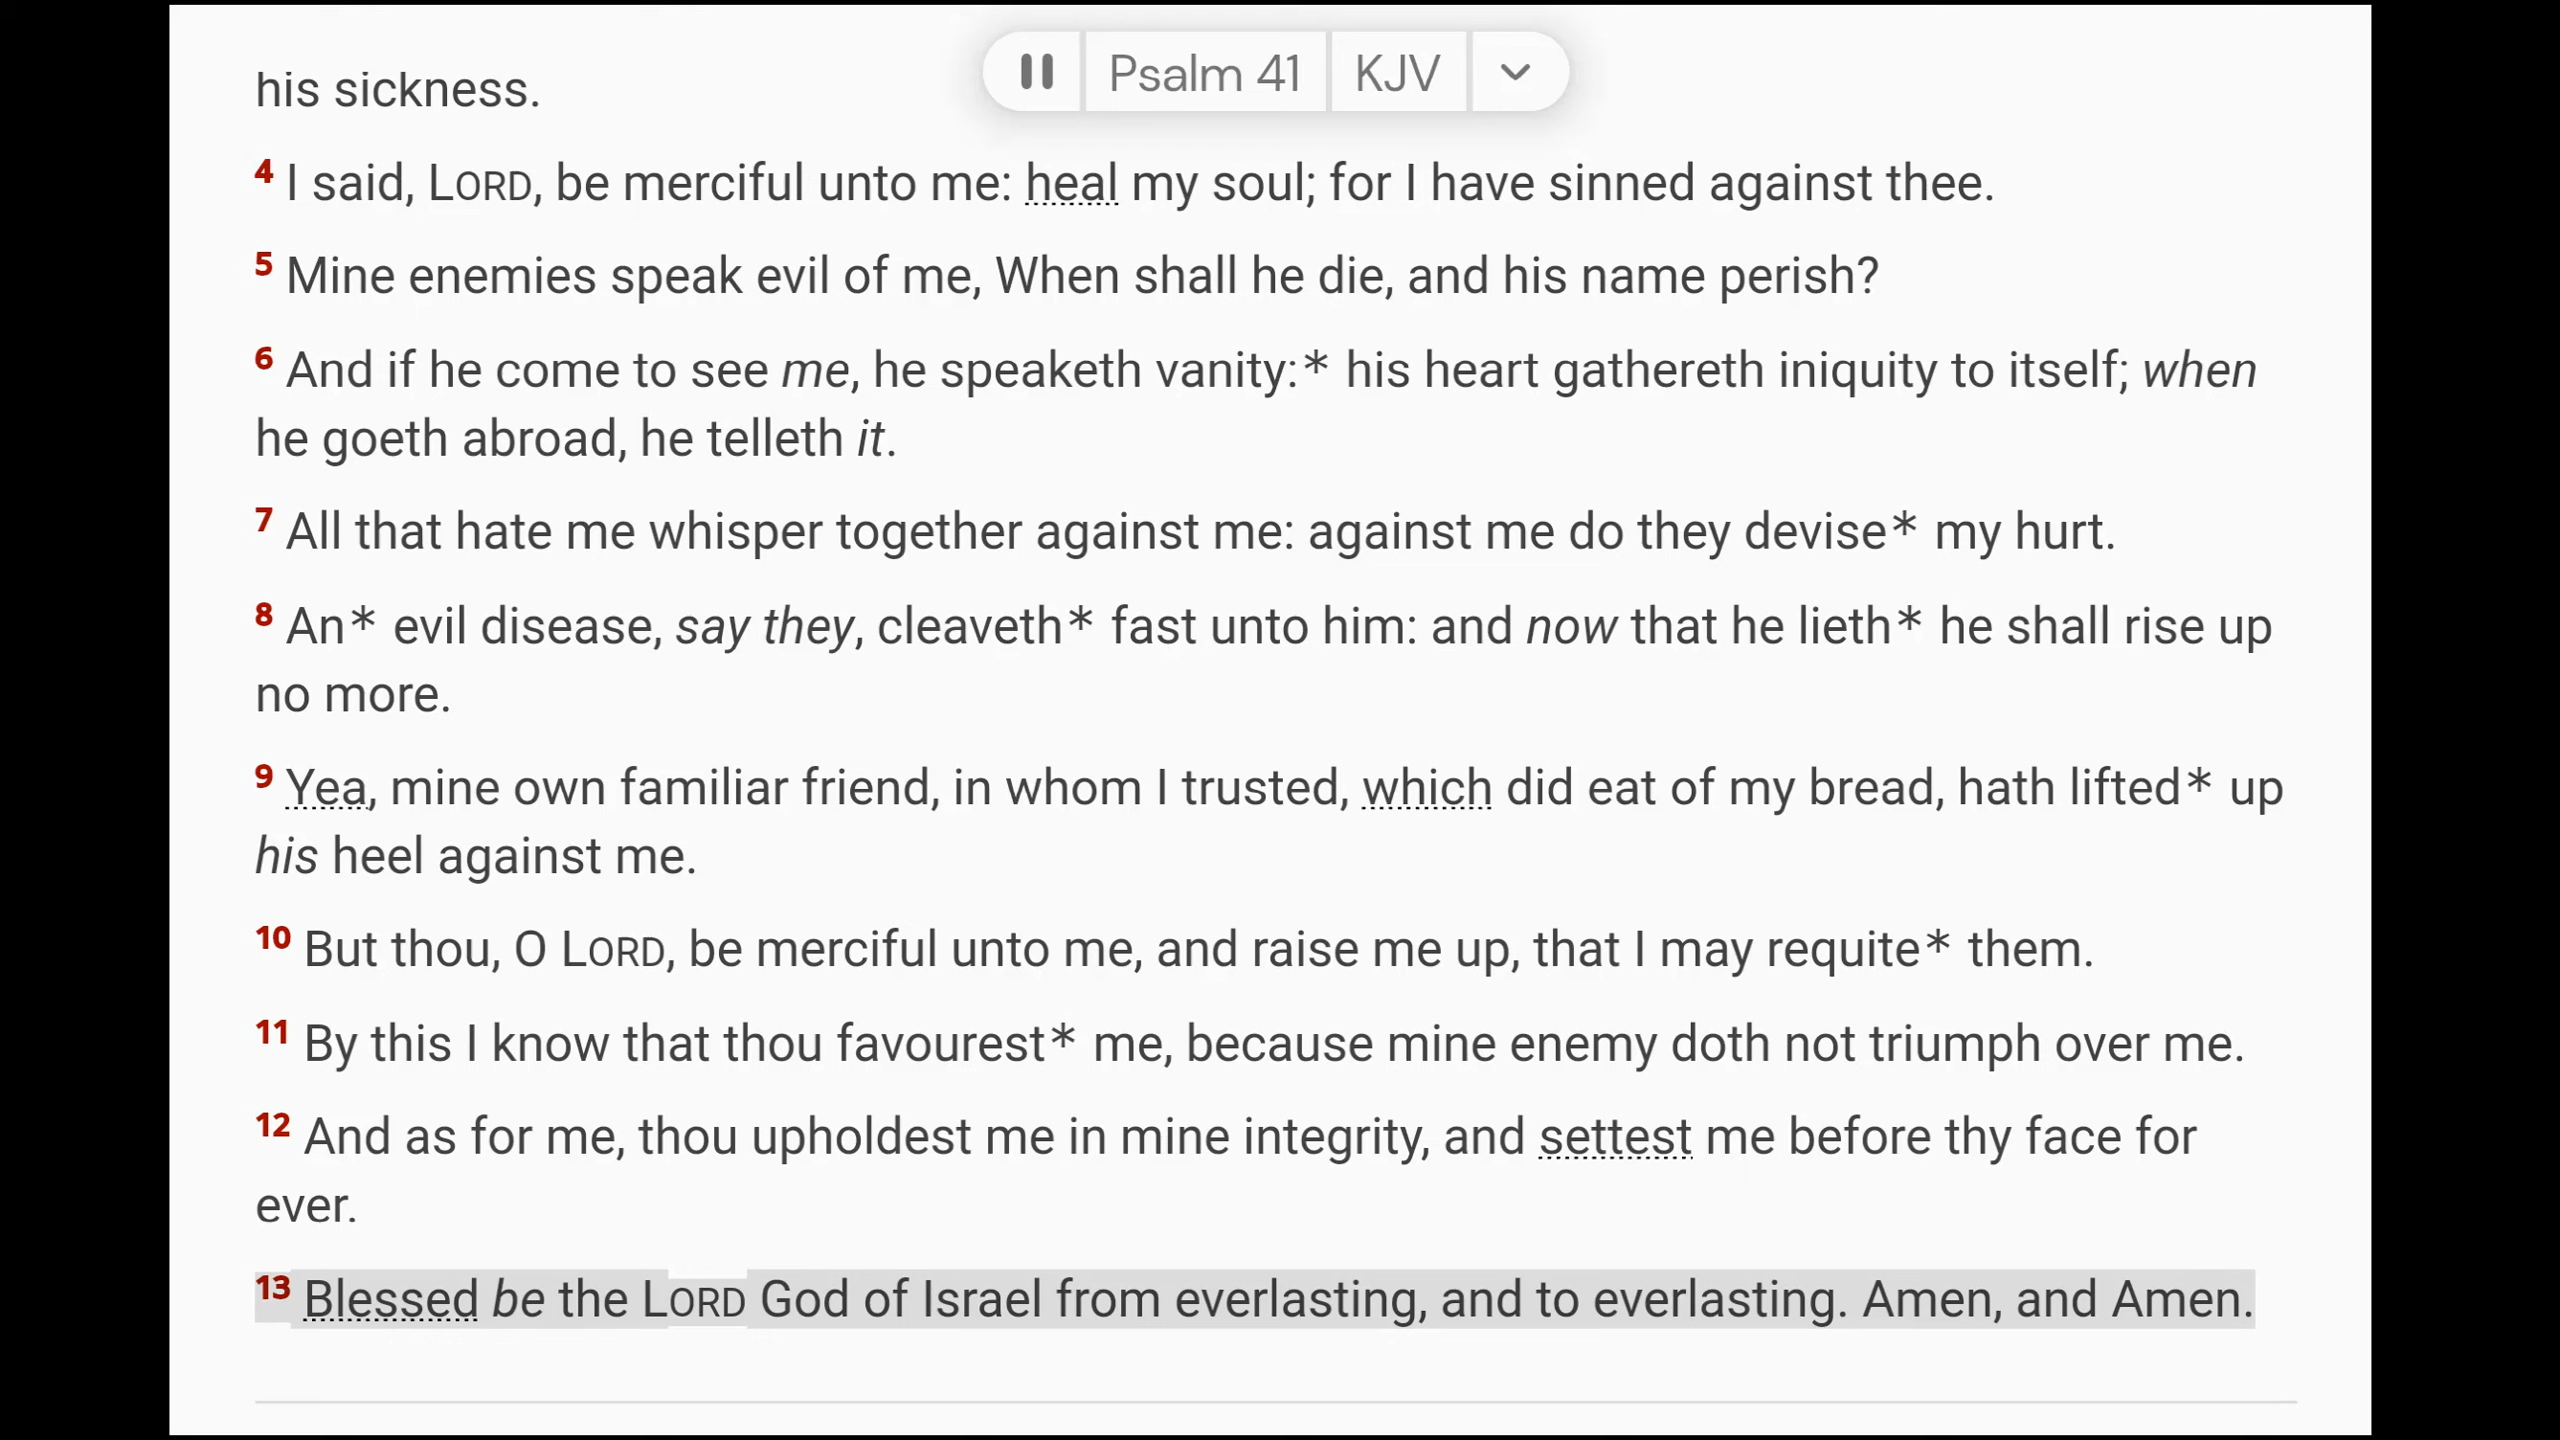 his sickness.
Psalm 41 KJV
4 I said, LORD, be merciful unto me: heal my soul; for I have sinned against thee.
5 Mine enemies speak evil of me, When shall he die, and his name perish?
6 And if he come to see me, he speaketh vanity:* his heart gathereth iniquity to itself; when
he goeth abroad, he telleth it.
7 All that hate me whisper together against me: against me do they devise* my hurt.
8 An* evil disease, say they, cleaveth* fast unto him: and now that he lieth* he shall rise up
no more.
9 Yea, mine own familiar friend, in whom I trusted, which did eat of my bread, hath lifted* up
his heel against me.
10 But thou, O LORD, be merciful unto me, and raise me up, that I may requite* them.
11 By this I know that thou favourest* me, because mine enemy doth not triumph over me.
12 And as for me, thou upholdest me in mine integrity, and settest me before thy face for
ever.
13 Blessed be the LORD God of Israel from everlasting, and to everlasting. Amen, and Amen.